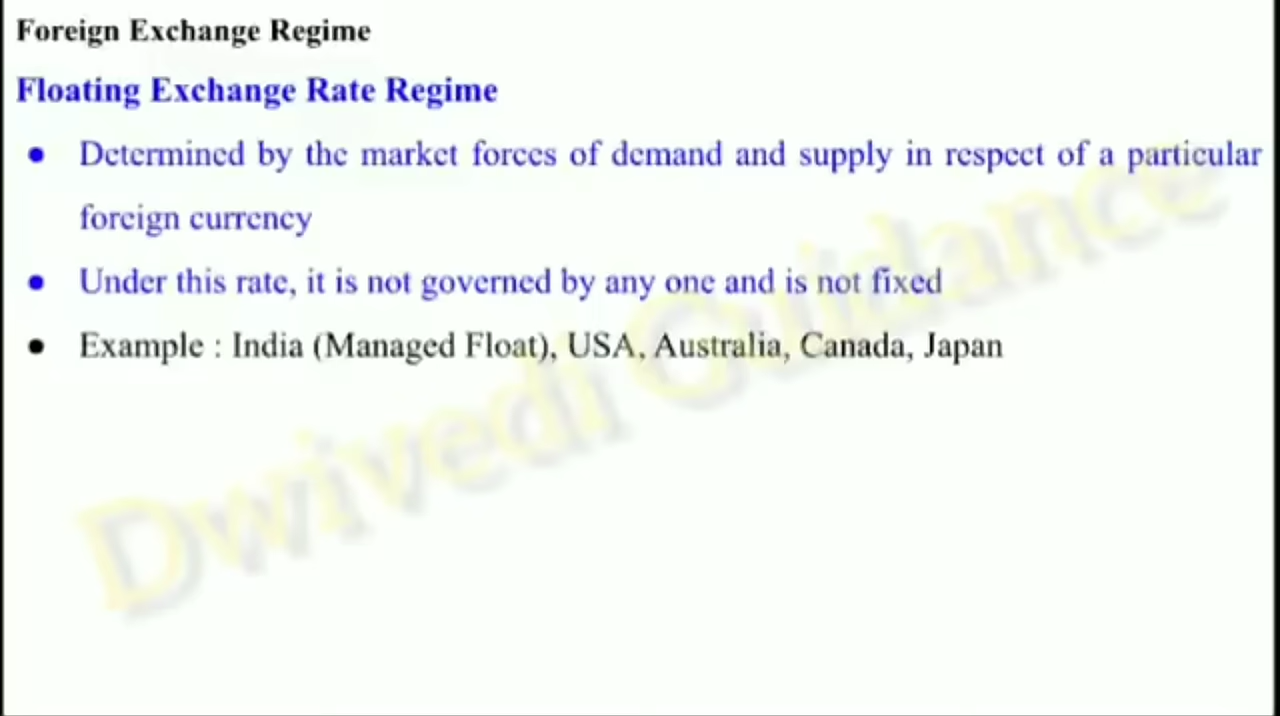 Foreign Exchange Regime
Floating Exchange Rate Regime
● Determined by the market forces of demand and supply in respect of a particular
foreign currency
● Under this rate, it is not governed by any one and is not fixed
● Example : India (Managed Float), USA, Australia, Canada, Japan
Dwivedi Guidance